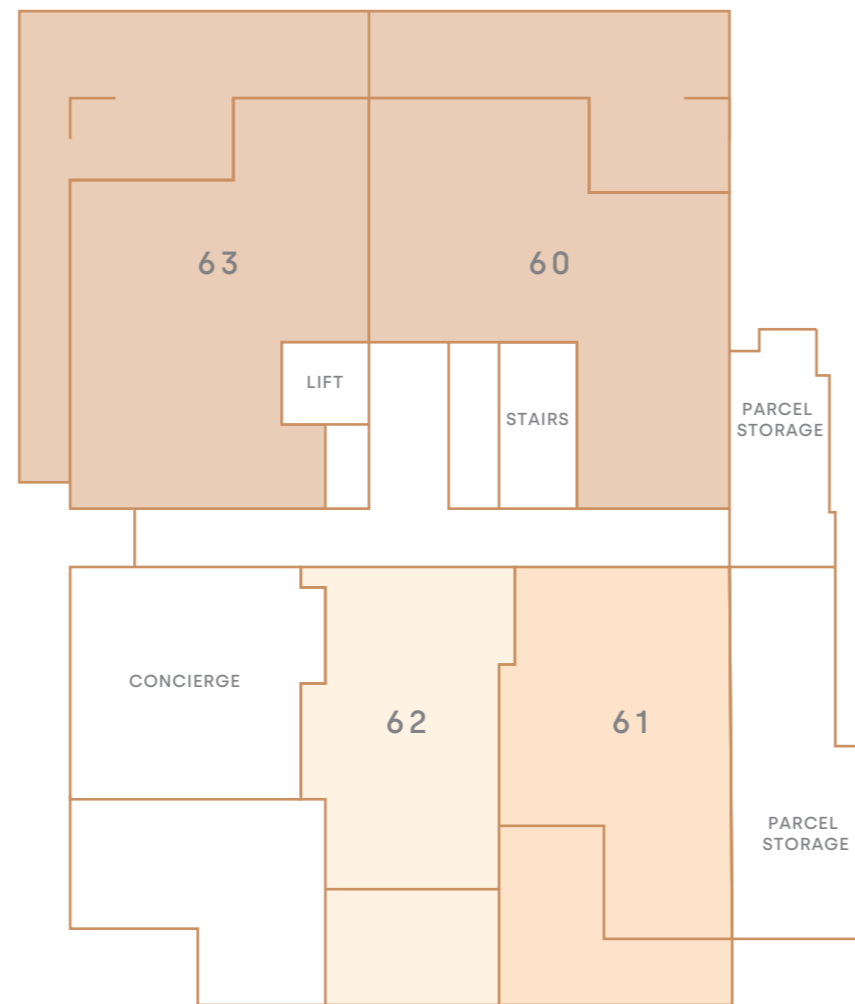 63
60
LIFT
STAIRS
PARCEL
STORAGE
CONCIERGE
62
61
PARCEL
STORAGE